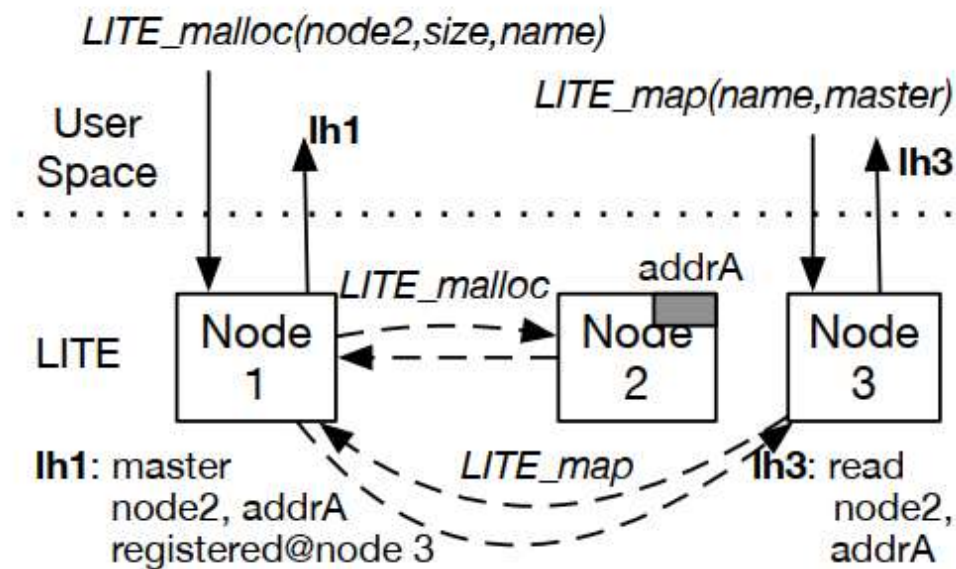 LITE_malloc(node2,size,name)
LITE_map(name,master)
User
Space
lh1
lh3
LITE_malloc
addrA
LITE
Node
1
Node
2
Node
3
LITE_map
lh1: master
node2, addrA
registered@node 3
lh3: read
node2,
addrA